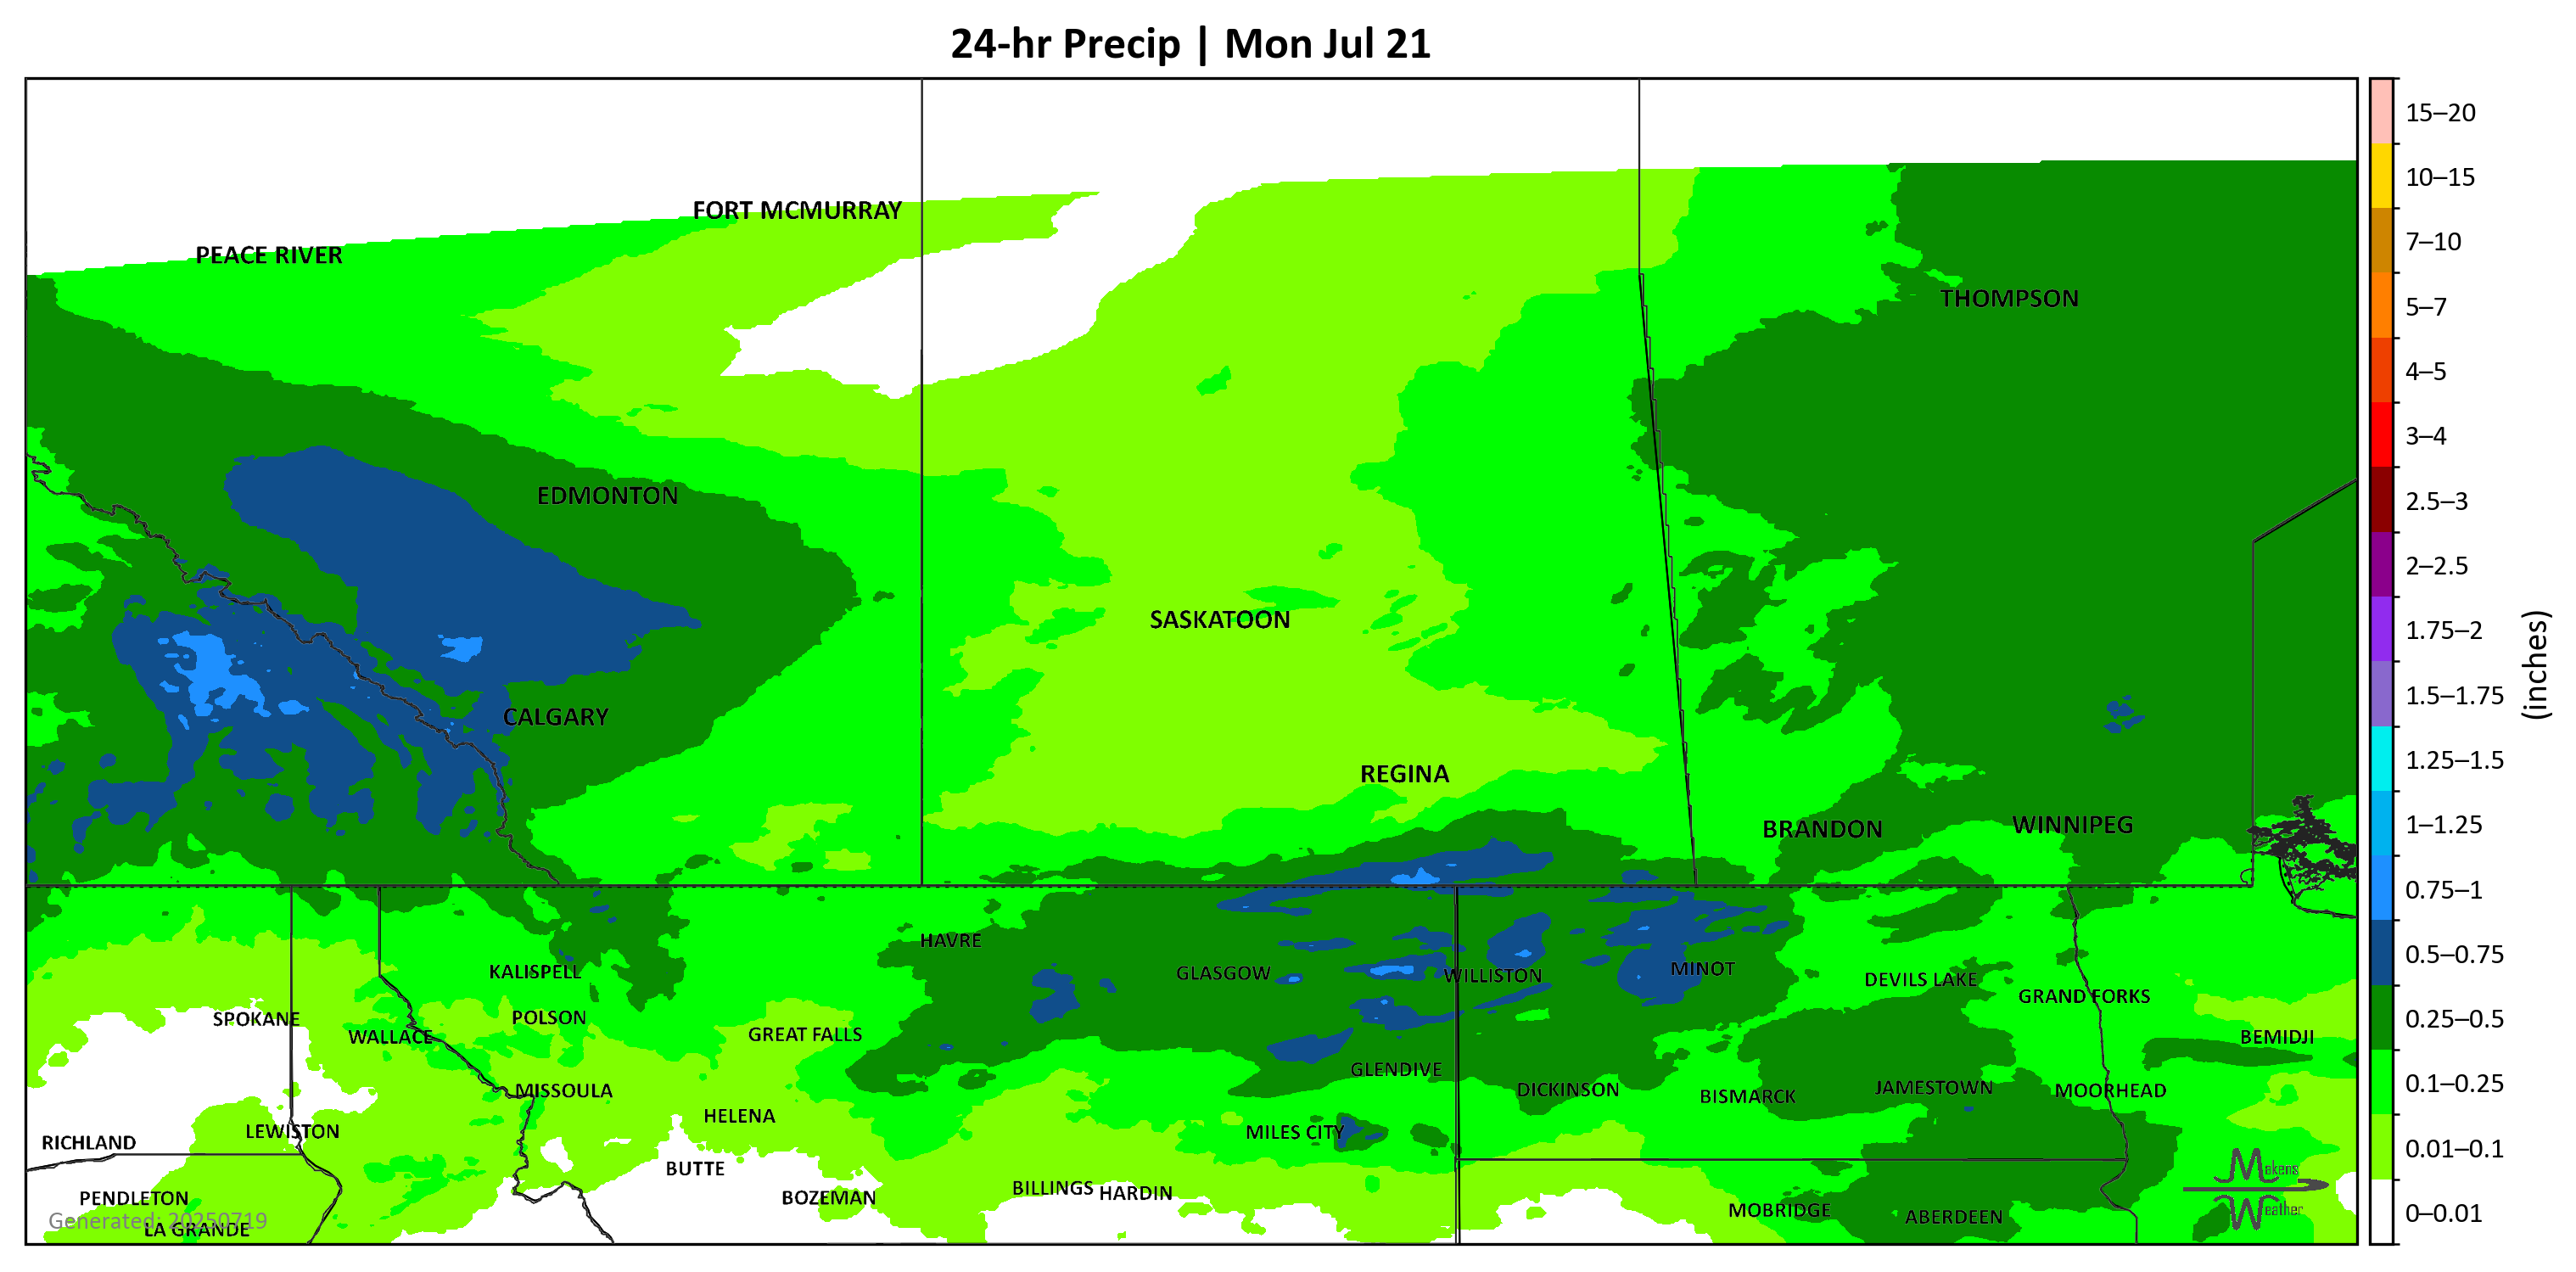 24-hr Precip | Mon Jul 21
15–20
10–15
FORT MCMURRAY
7–10
PEACE RIVER
THOMPSON
5–7
4–5
3–4
EDMONTON
2.5–3
2–2.5
SASKATOON
1.75–2
(inches)
1.5–1.75
CALGARY
1.25–1.5
REGINA
1–1.25
BRANDON
WINNIPEG
0.75–1
HAVRE
0.5–0.75
KALISPELL
GLASGOW
WILLISTON
MINOT
DEVILS LAKE
GRAND FORKS
SPOKANE
POLSON
0.25–0.5
WALLACE
GREAT FALLS
BEMIDJI
GLENDIVE
0.1–0.25
MISSOULA
DICKINSON
BISMARCK
JAMESTOWN
MOORHEAD
HELENA
RICHLAND
LEWISTON
MILES CITY
0.01–0.1
BUTTE
Mekens
Weather
PENDLETON
BOZEMAN
BILLINGS
HARDIN
MOBRIDGE
ABERDEEN
0–0.01
Generated: 20250719
LA GRANDE